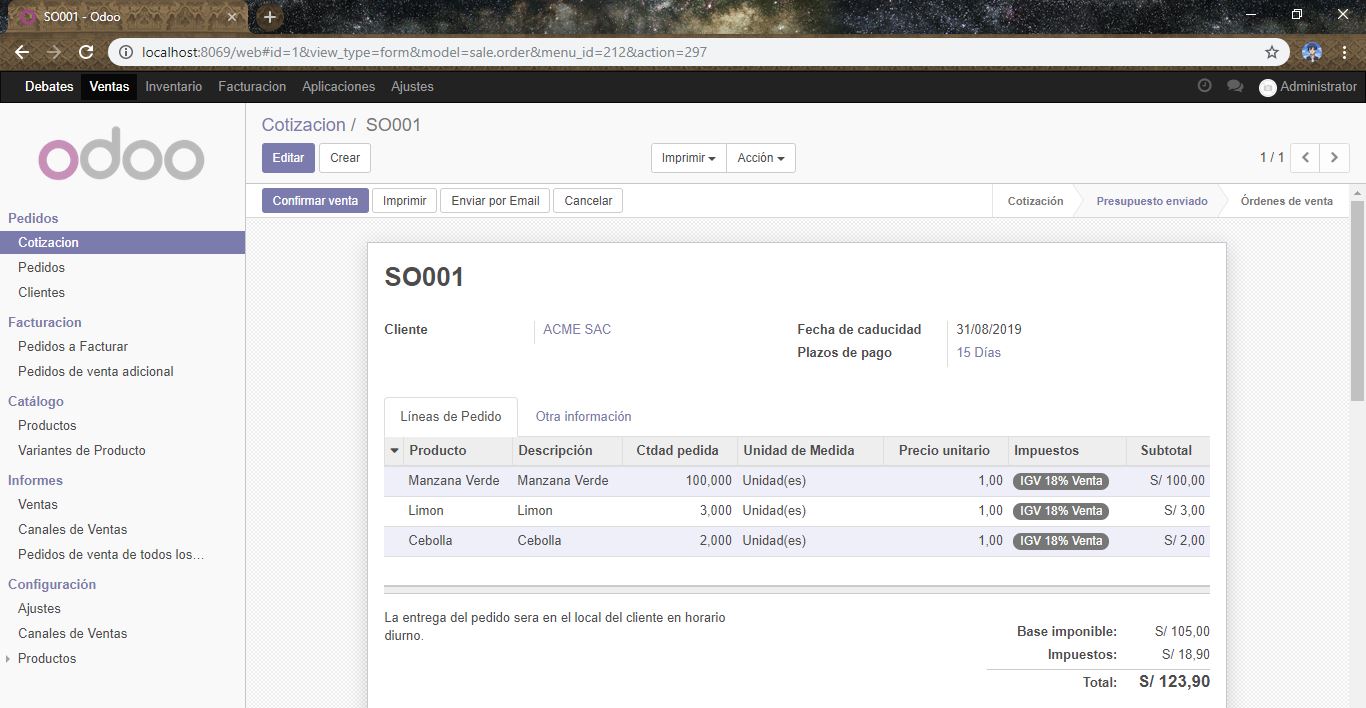 SO001 - Odoo
localhost:8069/web#id=1&view_type=form&model=sale.order&menu_id=212&action=297
Debates Ventas Inventario Facturacion Aplicaciones Ajustes Administrator
odoo
Pedidos
Cotizacion
Pedidos
Clientes
Facturacion
Pedidos a Facturar
Pedidos de venta adicional
Catálogo
Productos
Variantes de Producto
Informes
Ventas
Canales de Ventas
Pedidos de venta de todos los...
Configuración
Ajustes
Canales de Ventas
Productos
Cotizacion / SO001
Editar Crear Imprimir Acción 1 / 1
Confirmar venta Imprimir Enviar por Email Cancelar Cotización Presupuesto enviado Órdenes de venta
SO001
Cliente ACME SAC Fecha de caducidad 31/08/2019
Plazos de pago 15 Días
Líneas de Pedido Otra información
Producto Descripción Ctdad pedida Unidad de Medida Precio unitario Impuestos Subtotal
Manzana Verde Manzana Verde 100,000 Unidad(es) 1,00 IGV 18% Venta S/ 100,00
Limon Limon 3,000 Unidad(es) 1,00 IGV 18% Venta S/ 3,00
Cebolla Cebolla 2,000 Unidad(es) 1,00 IGV 18% Venta S/ 2,00
La entrega del pedido sera en el local del cliente en horario
diurno.
Base imponible: S/ 105,00
Impuestos: S/ 18,90
Total: S/ 123,90